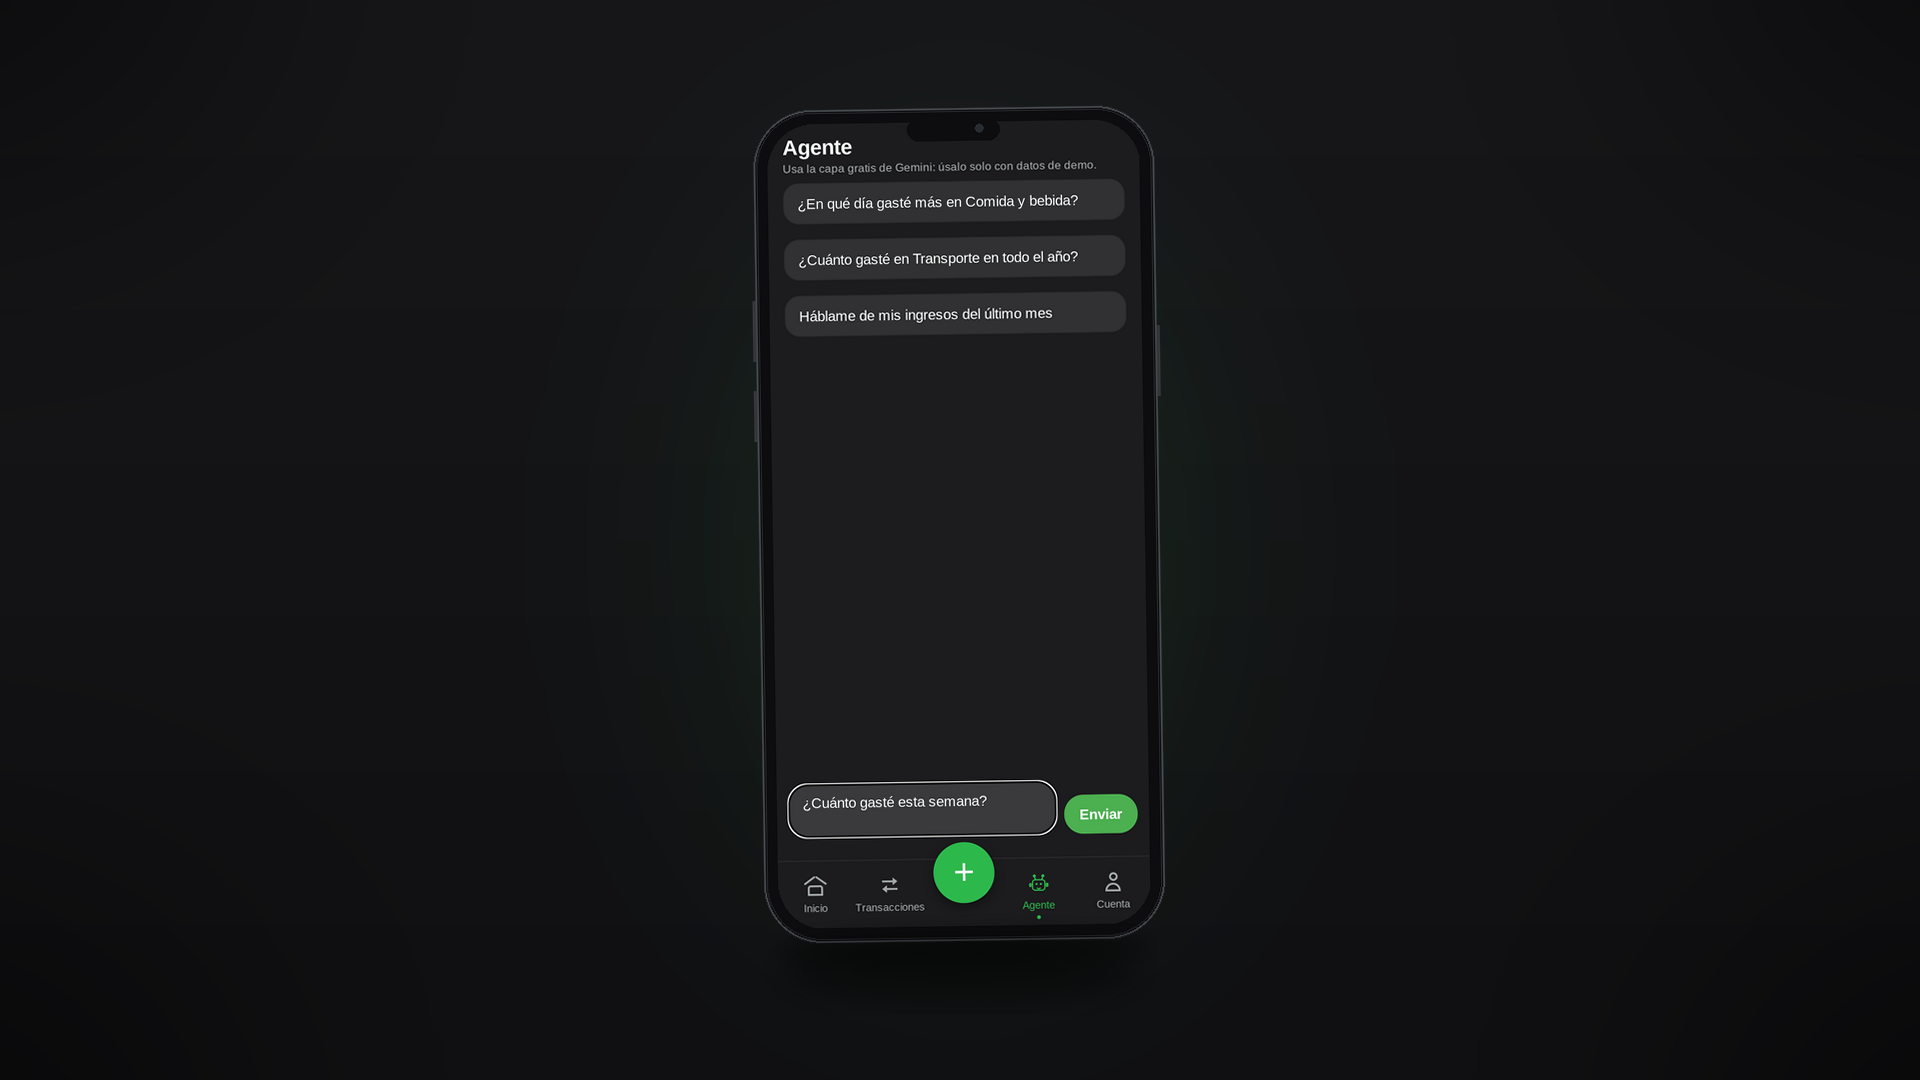 Agente
Usa la capa gratis de Gemini: úsalo solo con datos de demo.
¿En qué día gasté más en Comida y bebida?
¿Cuánto gasté en Transporte en todo el año?
Háblame de mis ingresos del último mes
¿Cuánto gasté esta semana?
Enviar
+
Inicio
Transacciones
Agente
Cuenta